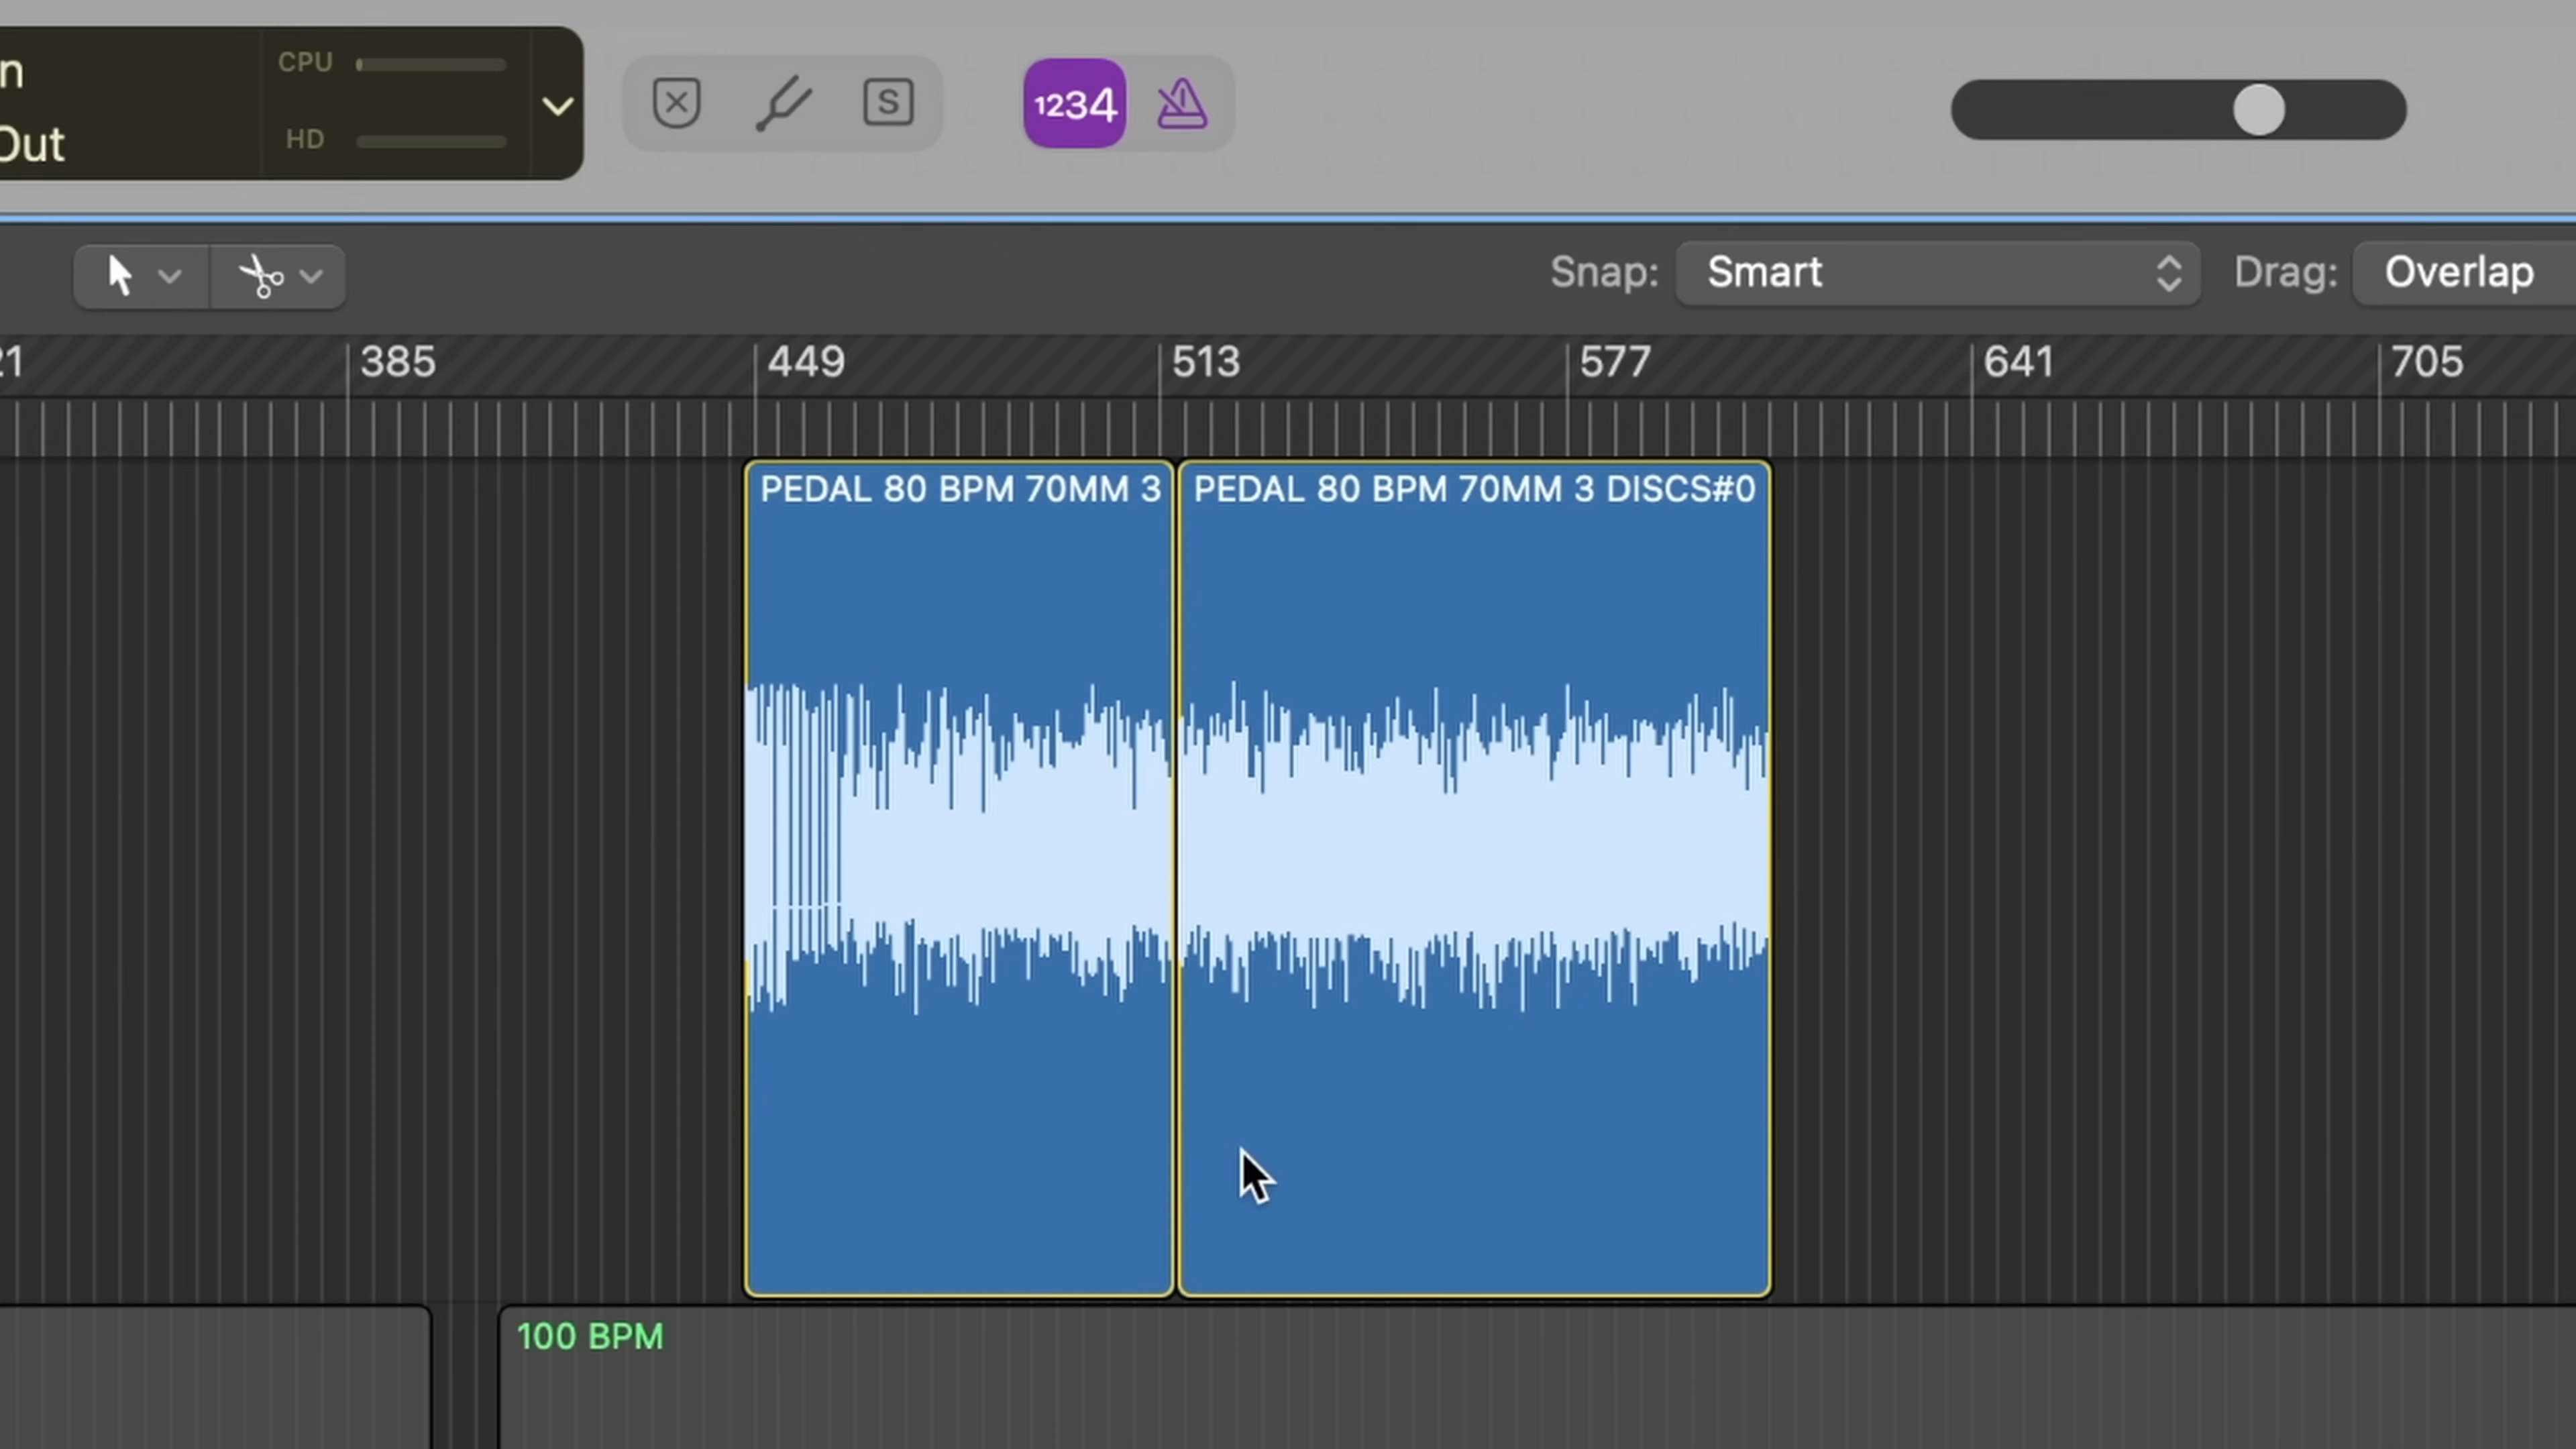 n
CPU
HD
Out
S
1234
Snap: Smart
Drag: Overlap
21 385 449 513 577 641 705
PEDAL 80 BPM 70MM 3
PEDAL 80 BPM 70MM 3 DISCS#0
100 BPM